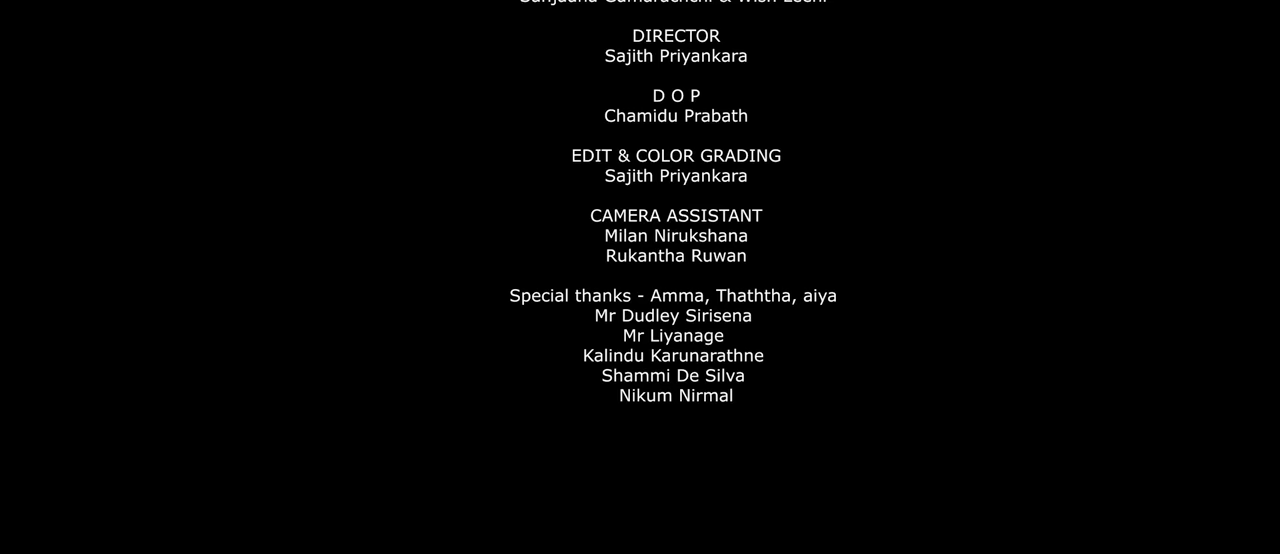 DIRECTOR
Sajith Priyankara
D O P
Chamidu Prabath
EDIT & COLOR GRADING
Sajith Priyankara
CAMERA ASSISTANT
Milan Nirukshana
Rukantha Ruwan
Special thanks - Amma, Thaththa, aiya
Mr Dudley Sirisena
Mr Liyanage
Kalindu Karunarathne
Shammi De Silva
Nikum Nirmal